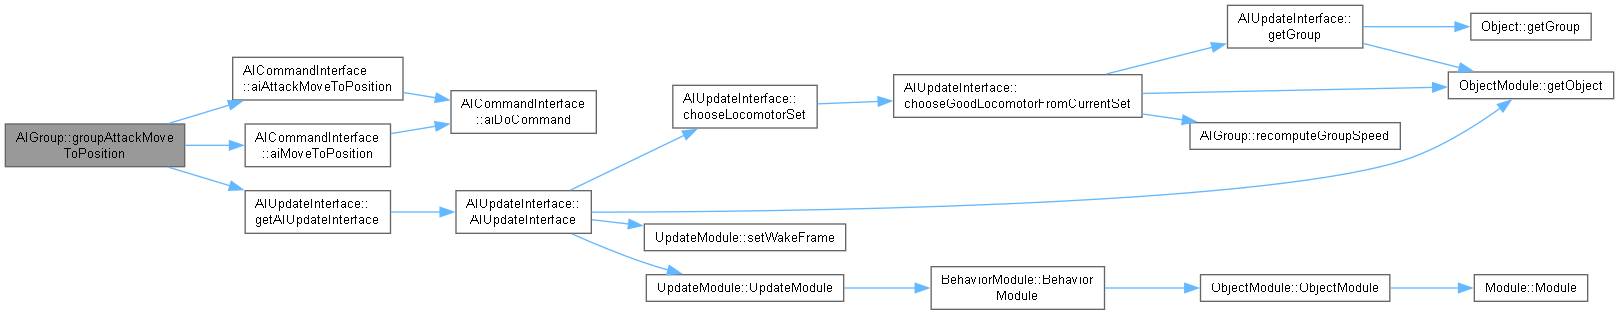 AIGroup::groupAttackMove
ToPosition
AICommandInterface
::aiAttackMoveToPosition
AICommandInterface
::aiMoveToPosition
AIUpdateInterface::
getAIUpdateInterface
AICommandInterface
::aiDoCommand
AIUpdateInterface::
AIUpdateInterface
AIUpdateInterface::
chooseLocomotorSet
UpdateModule::setWakeFrame
UpdateModule::UpdateModule
AIUpdateInterface::
chooseGoodLocomotorFromCurrentSet
BehaviorModule::Behavior
Module
AIUpdateInterface::
getGroup
AIGroup::recomputeGroupSpeed
ObjectModule::ObjectModule
Object::getGroup
ObjectModule::getObject
Module::Module